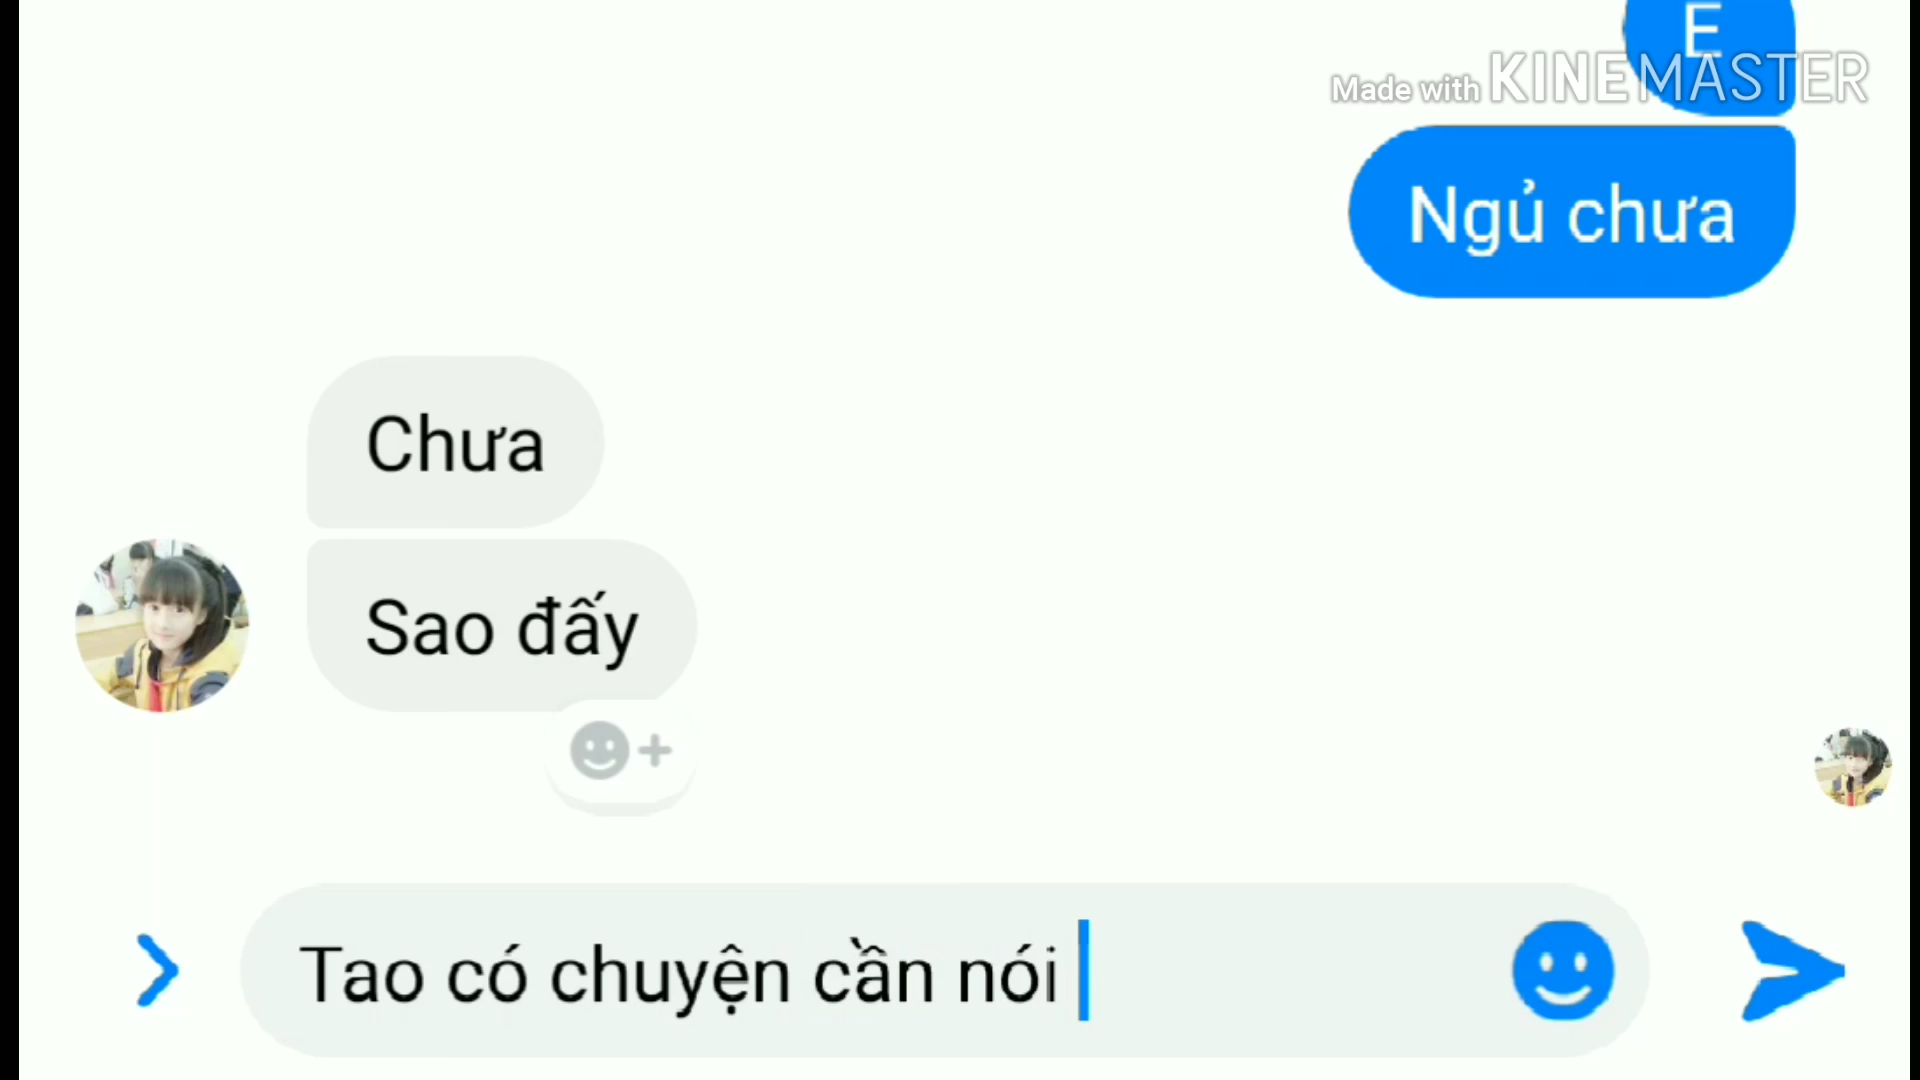 E
Made with KINEMASTER
Ngủ chưa
Chưa
Sao đấy
Tao có chuyện cần nói